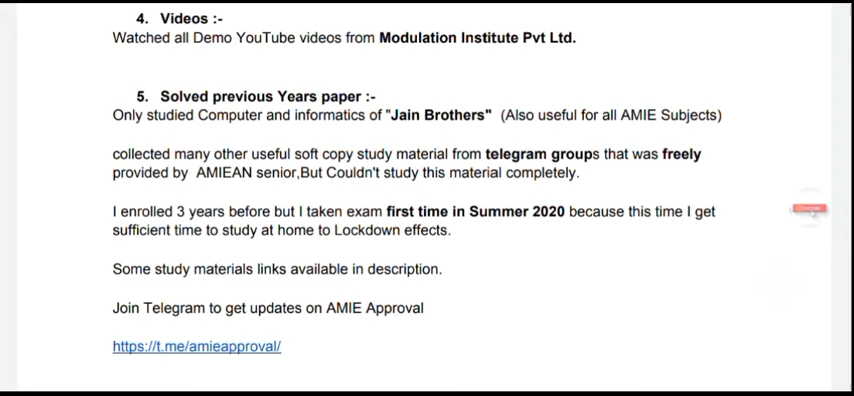 4. Videos :-
Watched all Demo YouTube videos from Modulation Institute Pvt Ltd.
5. Solved previous Years paper :-
Only studied Computer and informatics of "Jain Brothers" (Also useful for all AMIE Subjects)
collected many other useful soft copy study material from telegram groups that was freely
provided by AMIEAN senior,But Couldn't study this material completely.
I enrolled 3 years before but I taken exam first time in Summer 2020 because this time I get
sufficient time to study at home to Lockdown effects.
Some study materials links available in description.
Join Telegram to get updates on AMIE Approval
https://t.me/amieapproval/